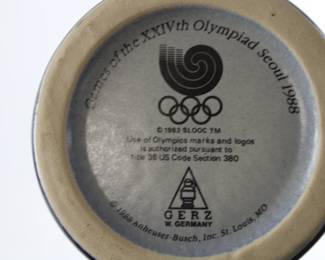 Games of the XXIVth Olympiad Seoul 1988
© 1983 SLOOC TM
Use of Olympics marks and logos
is authorized pursuant to
title 36 US Code Section 380
GERZ
W. GERMANY
© 1988 Anheuser-Busch, Inc. St. Louis, MO